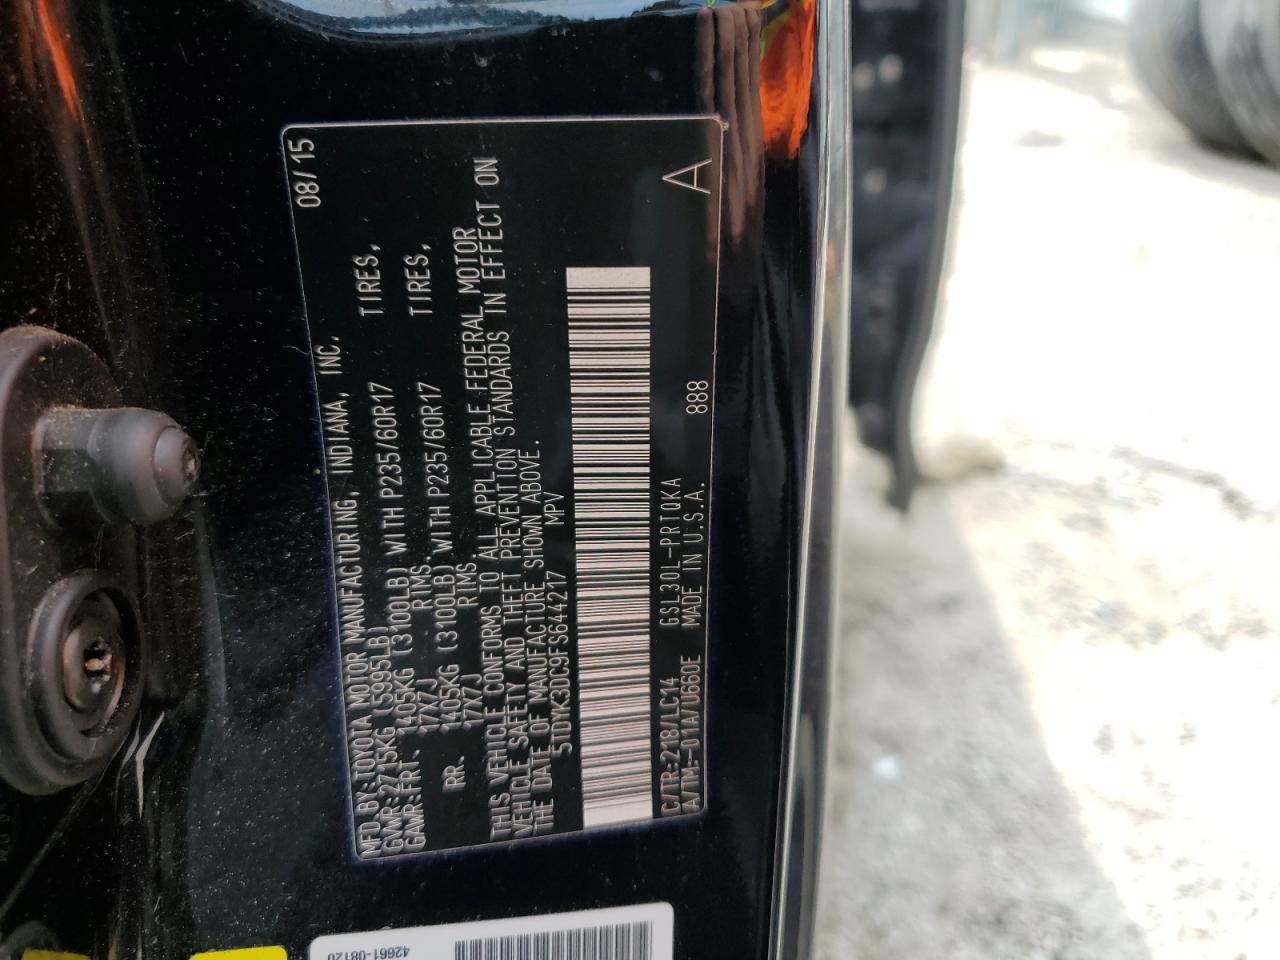 MFD.BY:TOYOTA MOTOR MANUFACTURING, INDIANA, INC. 08/15
GVWR:2715KG (5995LB)
GAWR:FRT. 1405KG (3100LB) WITH P235/60R17 TIRES,
17X7J RIMS.
RR. 1405KG (3100LB) WITH P235/60R17 TIRES,
17X7J RIMS
THIS VEHICLE CONFORMS TO ALL APPLICABLE FEDERAL MOTOR
VEHICLE SAFETY AND THEFT PREVENTION STANDARDS IN EFFECT ON
THE DATE OF MANUFACTURE SHOWN ABOVE.
5TDYK3DC9FS644217 MPV
C/TR:218/LC14 GSL30L-PRTQKA
A/TM:-01A/U660E MADE IN U.S.A. 888 A
42661-08120